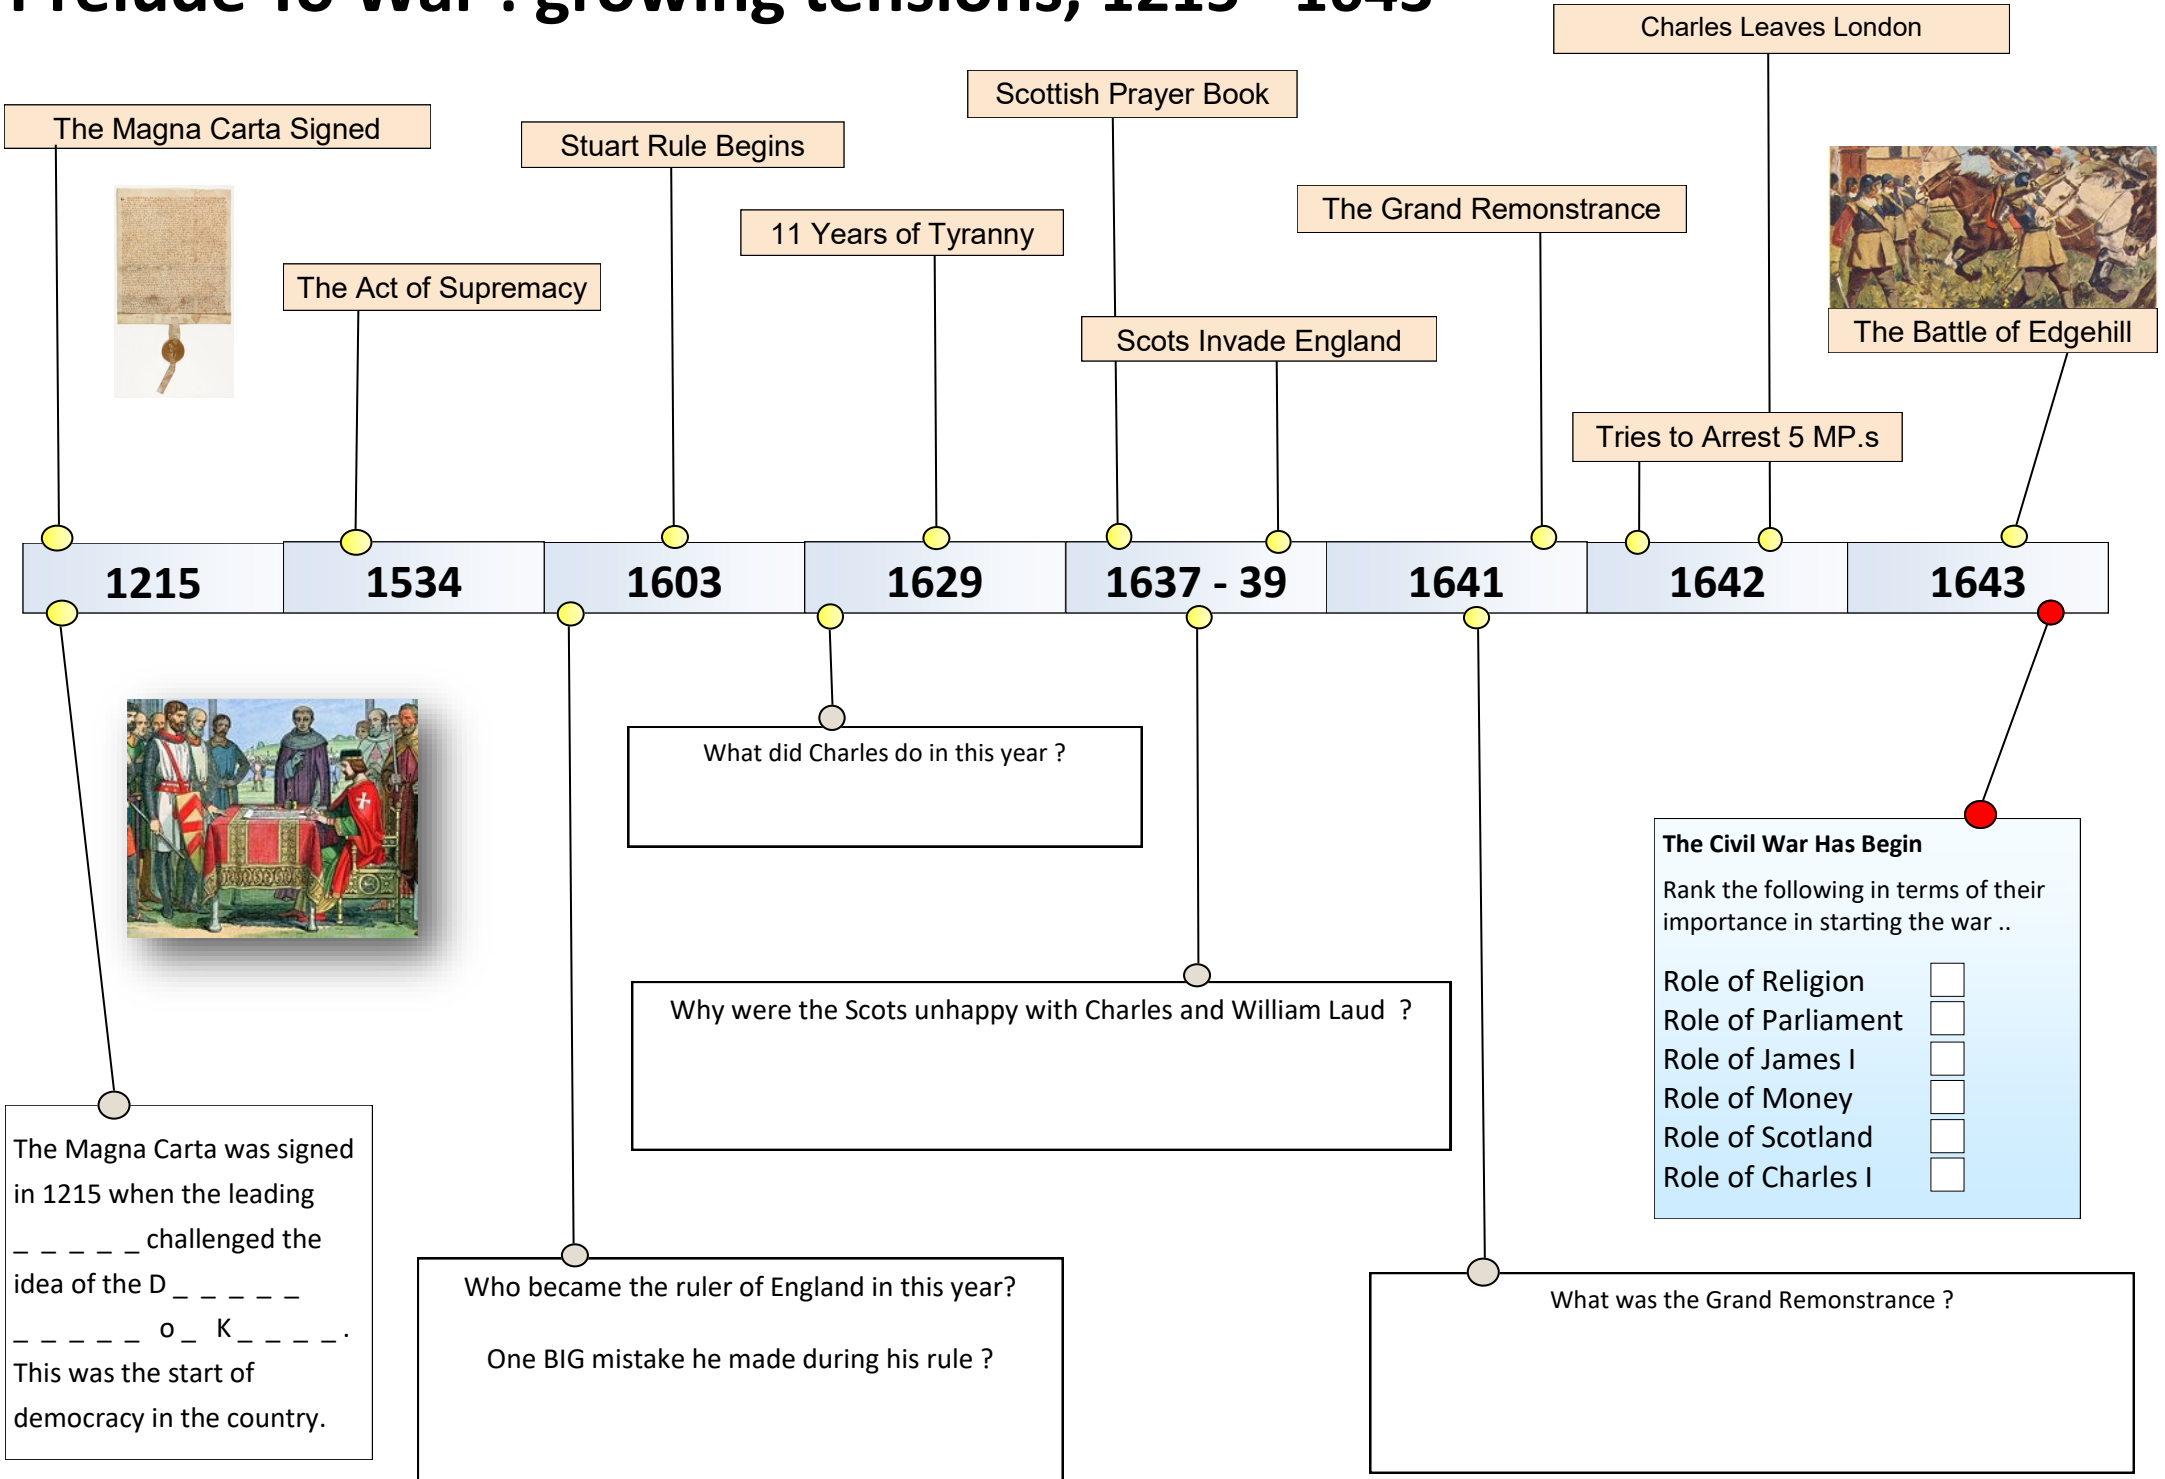 Prelude To War : growing tensions, 1215 - 1643
Charles Leaves London
Scottish Prayer Book
The Magna Carta Signed
Stuart Rule Begins
The Grand Remonstrance
11 Years of Tyranny
The Act of Supremacy
Scots Invade England
The Battle of Edgehill
Tries to Arrest 5 MP.s
1215 1534 1603 1629 1637 - 39 1641 1642 1643
What did Charles do in this year ?
The Civil War Has Begin
Rank the following in terms of their
importance in starting the war ..
Role of Religion
Role of Parliament
Role of James I
Role of Money
Role of Scotland
Role of Charles I
Why were the Scots unhappy with Charles and William Laud ?
The Magna Carta was signed
in 1215 when the leading
_ _ _ _ _ challenged the
idea of the D _ _ _ _ _
_ _ _ _ _ o _ K _ _ _ _ .
This was the start of
democracy in the country.
Who became the ruler of England in this year?
One BIG mistake he made during his rule ?
What was the Grand Remonstrance ?